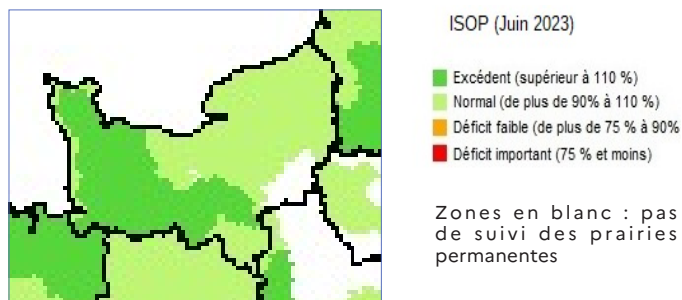 ISOP (Juin 2023)
Excédent (supérieur à 110 %)
Normal (de plus de 90% à 110 %)
Déficit faible (de plus de 75 % à 90%
Déficit important (75 % et moins)
Zones en blanc : pas
de suivi des prairies
permanentes